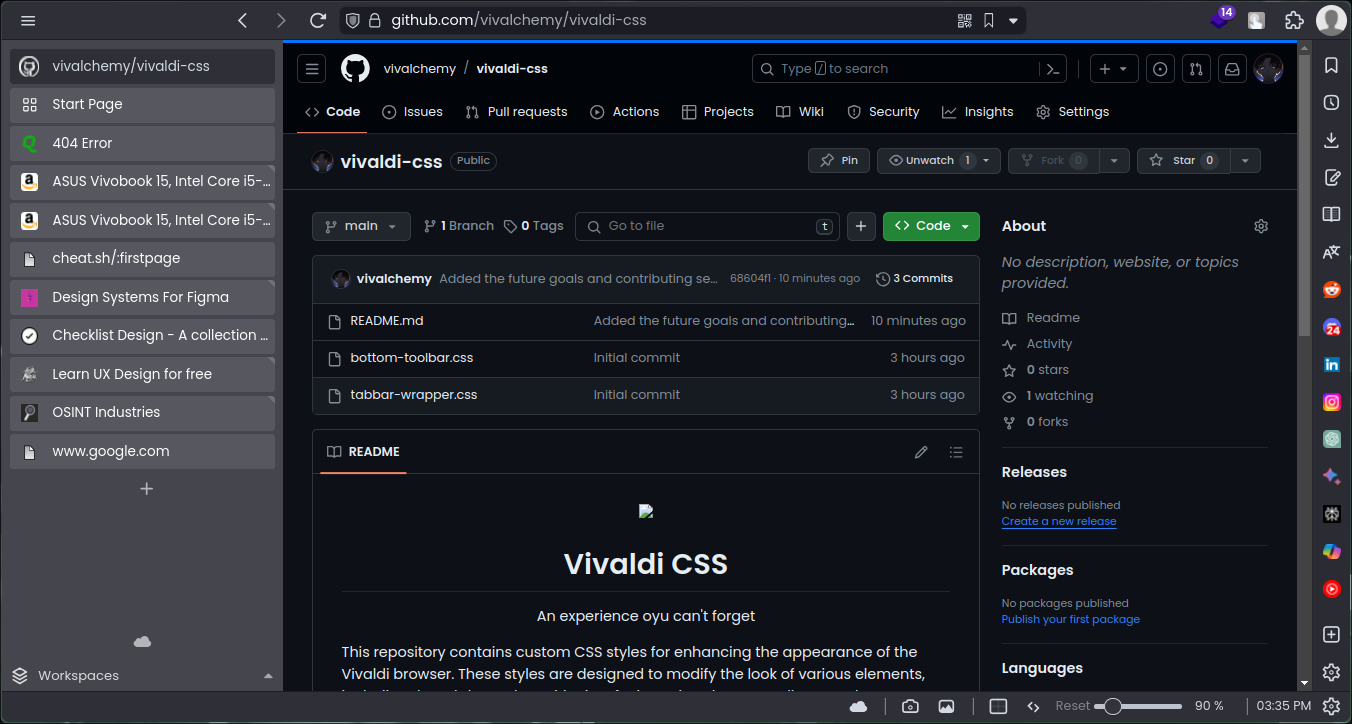 github.com/vivalchemy/vivaldi-css
14
vivalchemy/vivaldi-css
Start Page
404 Error
ASUS Vivobook 15, Intel Core i5-...
ASUS Vivobook 15, Intel Core i5-...
cheat.sh/:firstpage
Design Systems For Figma
Checklist Design - A collection ...
Learn UX Design for free
OSINT Industries
www.google.com
Workspaces
vivalchemy / vivaldi-css
Type / to search
Code Issues Pull requests Actions Projects Wiki Security Insights Settings
vivaldi-css Public
Pin Unwatch 1 Fork 0 Star 0
main 1 Branch 0 Tags Go to file t Code
vivalchemy Added the future goals and contributing se... 68604f1 · 10 minutes ago 3 Commits
README.md Added the future goals and contributing... 10 minutes ago
bottom-toolbar.css Initial commit 3 hours ago
tabbar-wrapper.css Initial commit 3 hours ago
README
Vivaldi CSS
An experience oyu can't forget
This repository contains custom CSS styles for enhancing the appearance of the
Vivaldi browser. These styles are designed to modify the look of various elements,
About
No description, website, or topics
provided.
Readme
Activity
0 stars
1 watching
0 forks
Releases
No releases published
Create a new release
Packages
No packages published
Publish your first package
Languages
24
Reset 90 % 03:35 PM